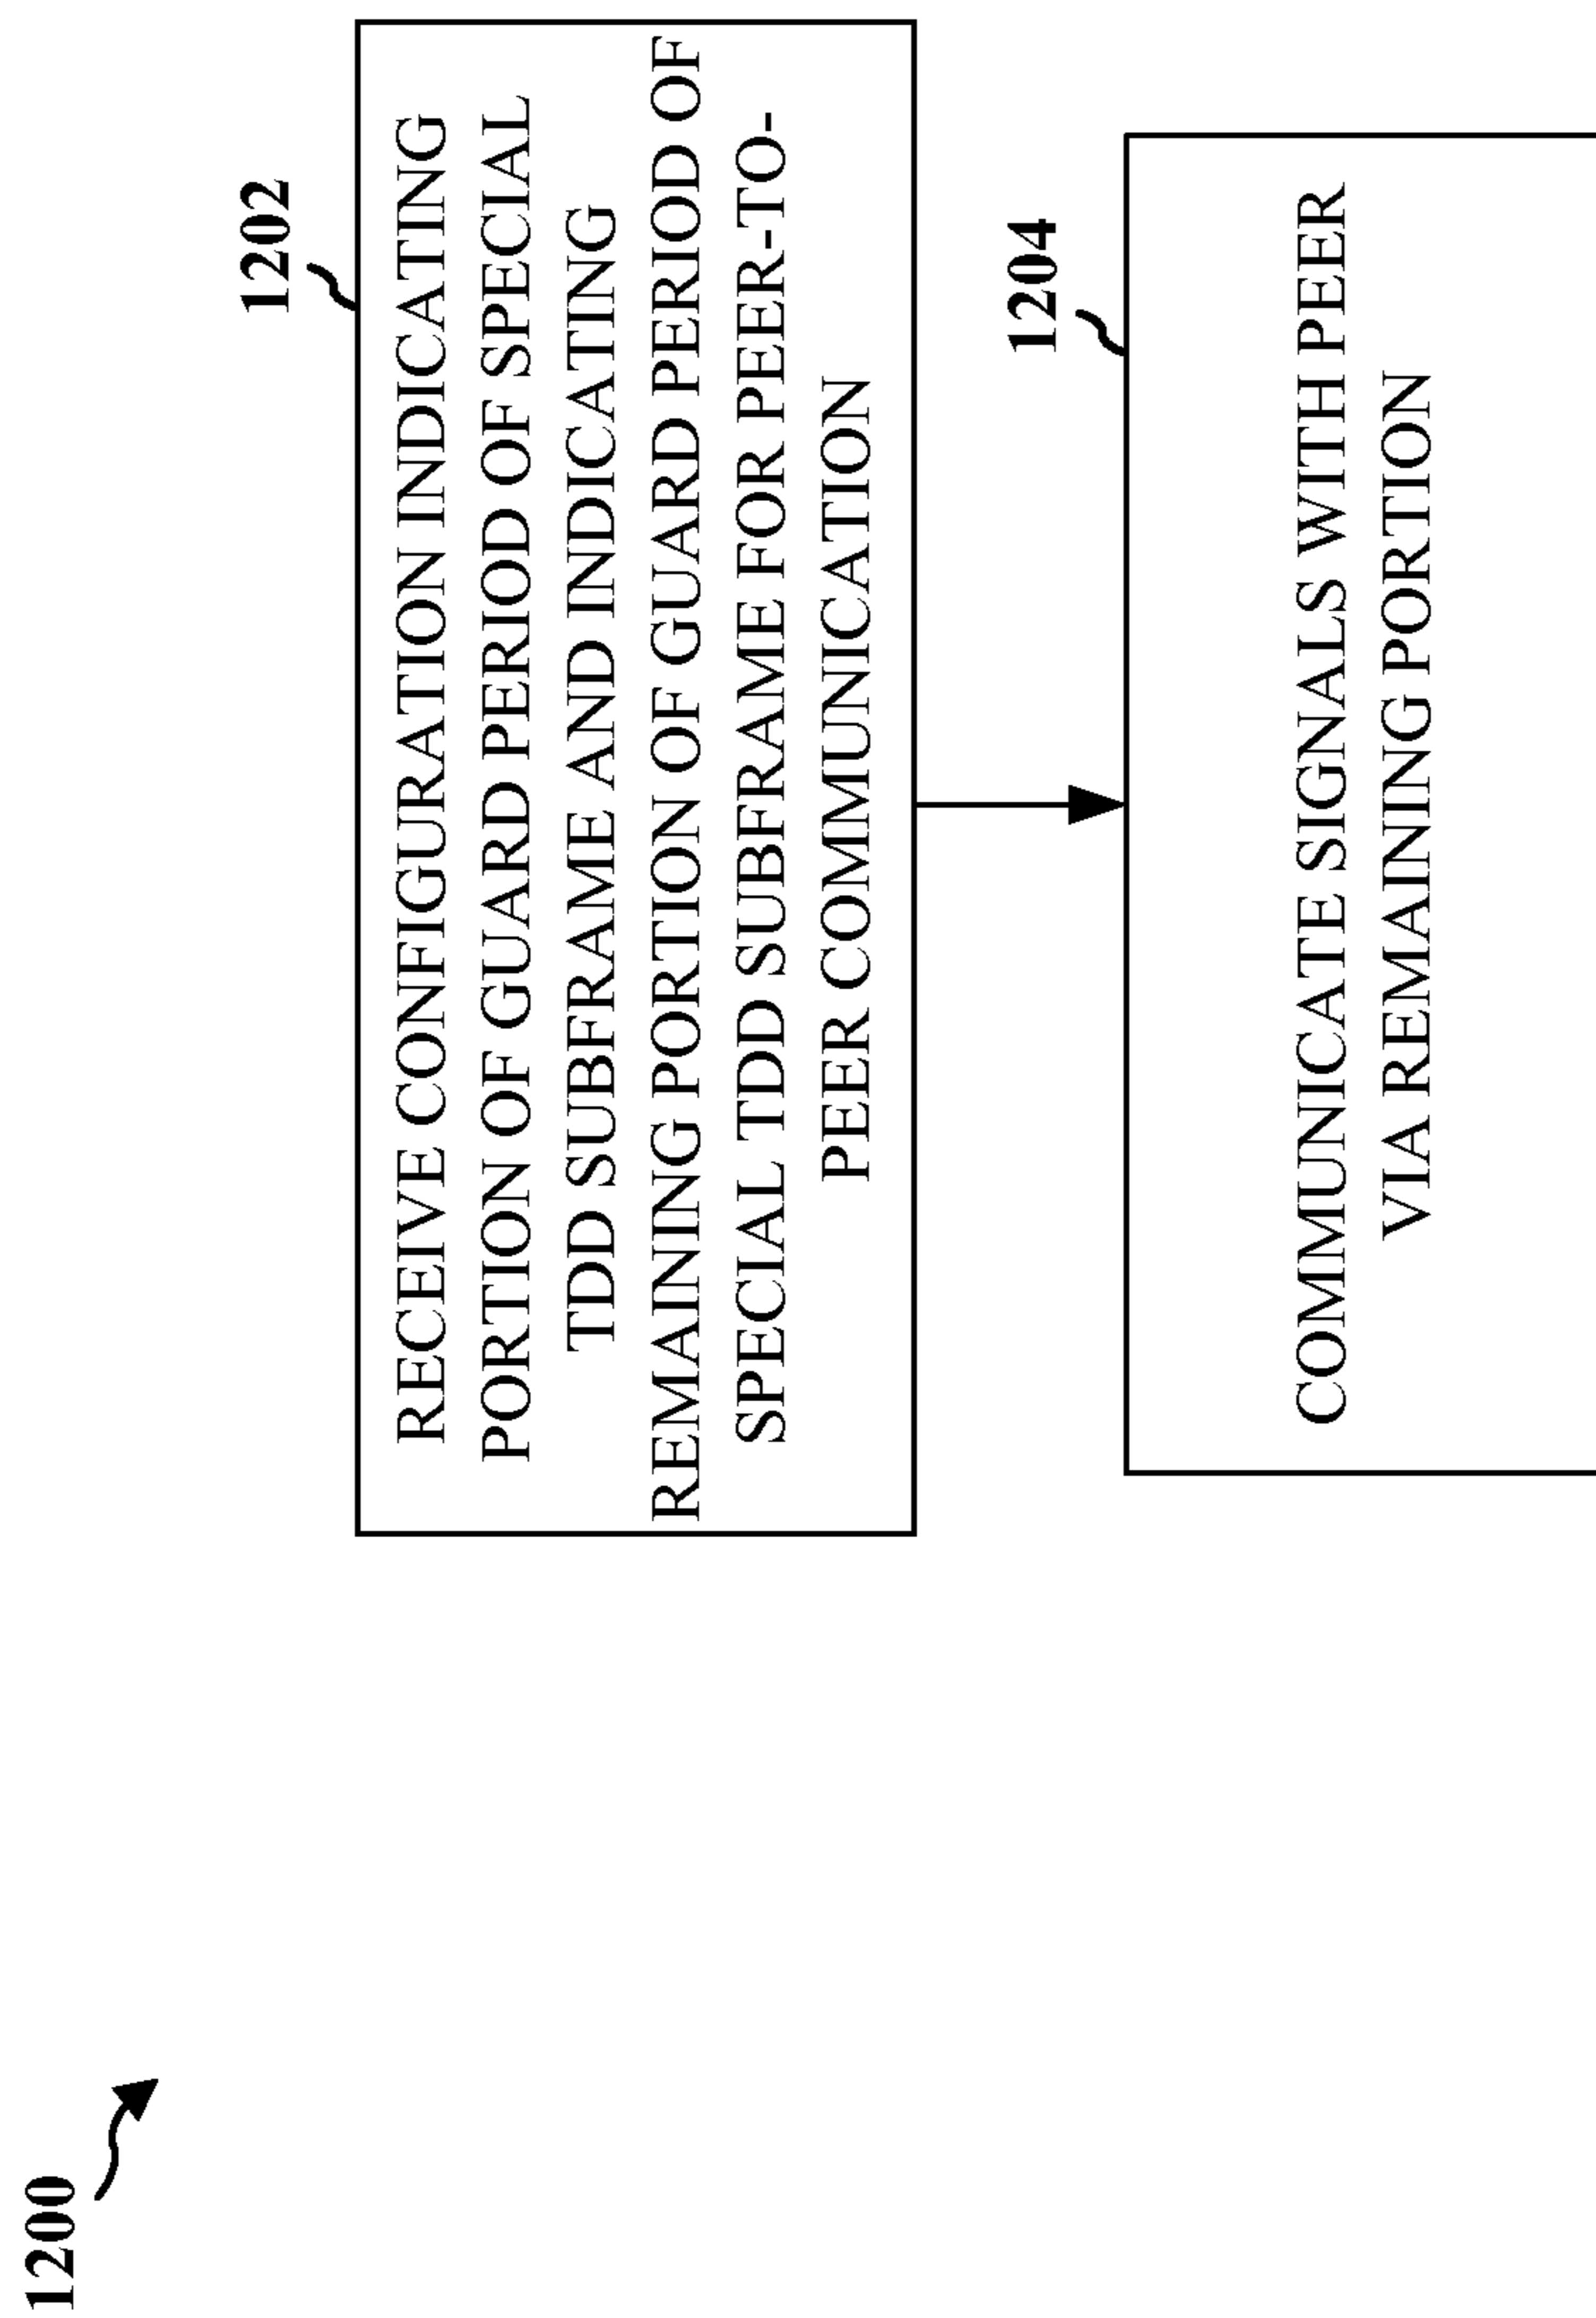 1200
1202
RECEIVE CONFIGURATION INDICATING
PORTION OF GUARD PERIOD OF SPECIAL
TDD SUBFRAME AND INDICATING
REMAINING PORTION OF GUARD PERIOD OF
SPECIAL TDD SUBFRAME FOR PEER-TO-
PEER COMMUNICATION
1204
COMMUNICATE SIGNALS WITH PEER
VIA REMAINING PORTION